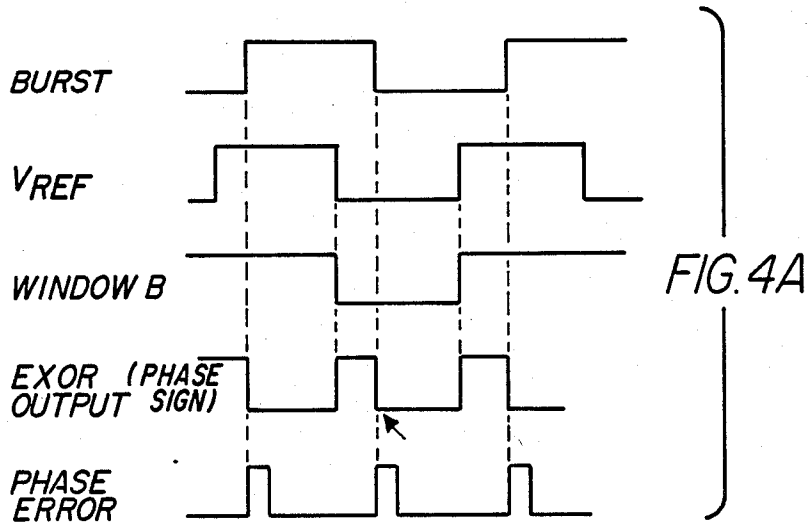 BURST
VREF
WINDOW B
EXOR (PHASE
OUTPUT SIGN)
PHASE
ERROR
FIG.4A